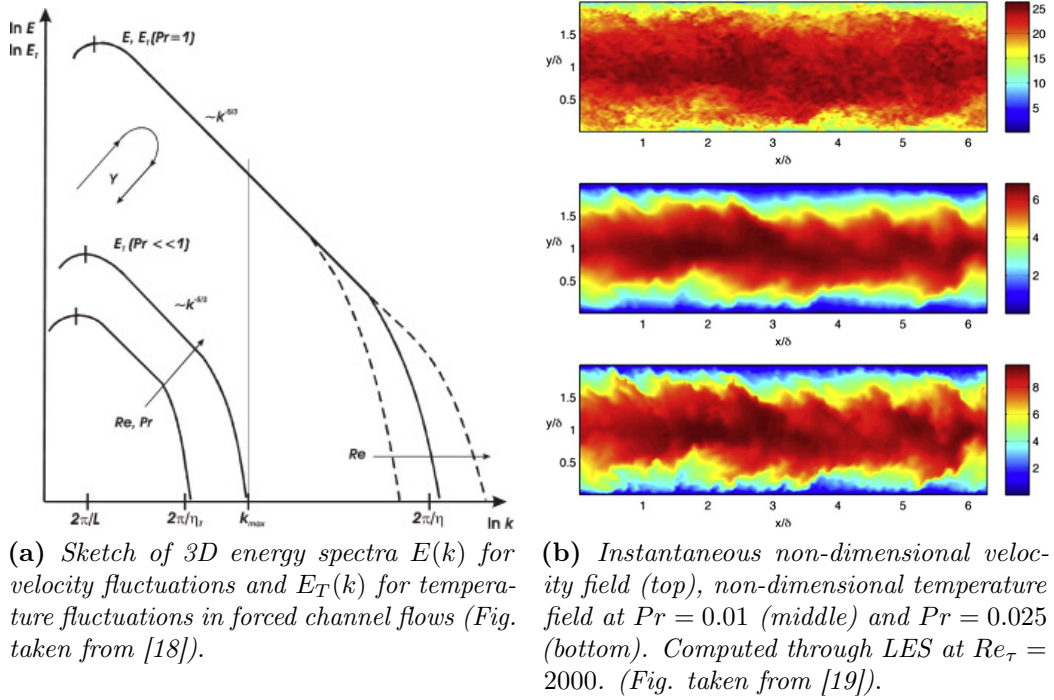 ln E
ln E_t
E, E_t (Pr=1)
~k^-5/3
Y
E_t (Pr <<1)
~k^-5/3
Re, Pr
Re
2π/L
2π/η_T
k_max
2π/η
ln k
25
20
15
10
5
y/δ
1.5
1
0.5
1
2
3
4
5
6
x/δ
6
4
2
y/δ
1.5
1
0.5
1
2
3
4
5
6
x/δ
8
6
4
2
y/δ
1.5
1
0.5
1
2
3
4
5
6
x/δ
(a) Sketch of 3D energy spectra E(k) for
velocity fluctuations and E_T(k) for tempera-
ture fluctuations in forced channel flows (Fig.
taken from [18]).
(b) Instantaneous non-dimensional veloc-
ity field (top), non-dimensional temperature
field at Pr = 0.01 (middle) and Pr = 0.025
(bottom). Computed through LES at Re_τ =
2000. (Fig. taken from [19]).